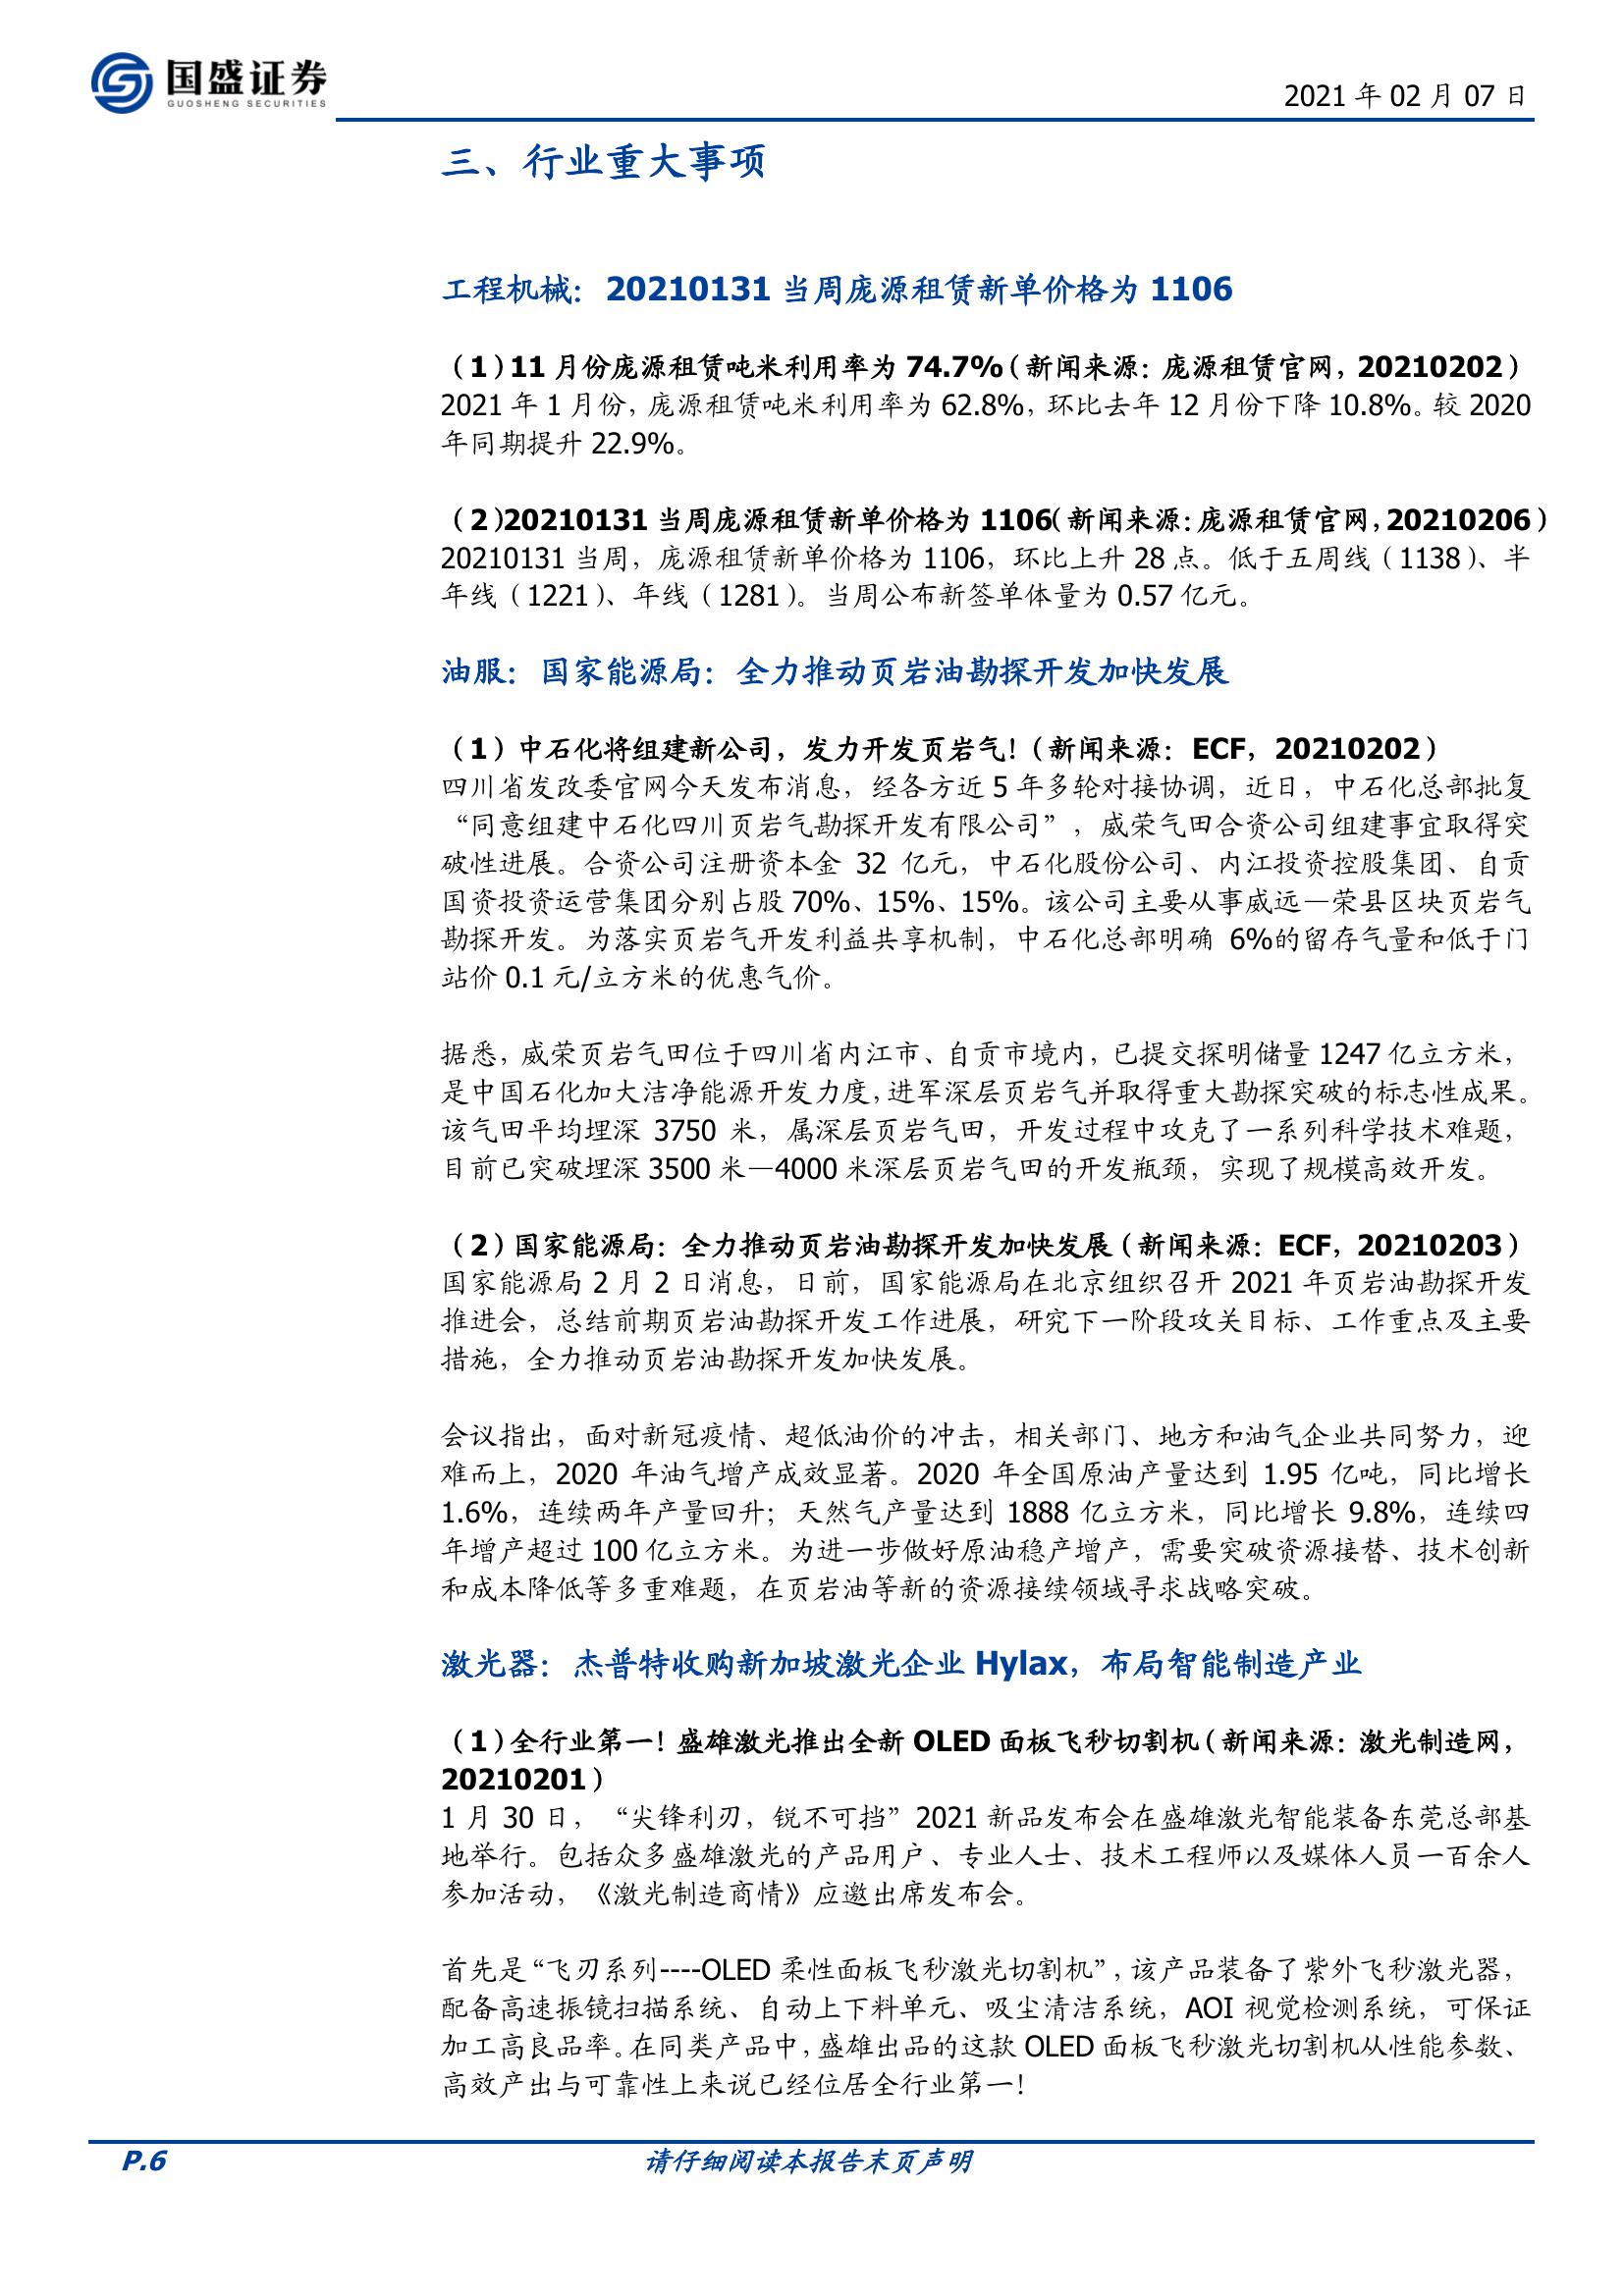 国盛证券
GUOSHENG SECURITIES
2021 年 02 月 07 日
三、行业重大事项
工程机械：20210131 当周庞源租赁新单价格为 1106
（1）11 月份庞源租赁吨米利用率为 74.7%（新闻来源：庞源租赁官网，20210202）
2021 年 1 月份，庞源租赁吨米利用率为 62.8%，环比去年 12 月份下降 10.8%。较 2020
年同期提升 22.9%。
（2）20210131 当周庞源租赁新单价格为 1106（新闻来源：庞源租赁官网，20210206）
20210131 当周，庞源租赁新单价格为 1106，环比上升 28 点。低于五周线（1138）、半
年线（1221）、年线（1281）。当周公布新签单体量为 0.57 亿元。
油服：国家能源局：全力推动页岩油勘探开发加快发展
（1）中石化将组建新公司，发力开发页岩气！（新闻来源：ECF，20210202）
四川省发改委官网今天发布消息，经各方近 5 年多轮对接协调，近日，中石化总部批复
“同意组建中石化四川页岩气勘探开发有限公司”，威荣气田合资公司组建事宜取得突
破性进展。合资公司注册资本金 32 亿元，中石化股份公司、内江投资控股集团、自贡
国资投资运营集团分别占股 70%、15%、15%。该公司主要从事威远—荣县区块页岩气
勘探开发。为落实页岩气开发利益共享机制，中石化总部明确 6%的留存气量和低于门
站价 0.1 元/立方米的优惠气价。
据悉，威荣页岩气田位于四川省内江市、自贡市境内，已提交探明储量 1247 亿立方米，
是中国石化加大洁净能源开发力度，进军深层页岩气并取得重大勘探突破的标志性成果。
该气田平均埋深 3750 米，属深层页岩气田，开发过程中攻克了一系列科学技术难题，
目前已突破埋深 3500 米—4000 米深层页岩气田的开发瓶颈，实现了规模高效开发。
（2）国家能源局：全力推动页岩油勘探开发加快发展（新闻来源：ECF，20210203）
国家能源局 2 月 2 日消息，日前，国家能源局在北京组织召开 2021 年页岩油勘探开发
推进会，总结前期页岩油勘探开发工作进展，研究下一阶段攻关目标、工作重点及主要
措施，全力推动页岩油勘探开发加快发展。
会议指出，面对新冠疫情、超低油价的冲击，相关部门、地方和油气企业共同努力，迎
难而上，2020 年油气增产成效显著。2020 年全国原油产量达到 1.95 亿吨，同比增长
1.6%，连续两年产量回升；天然气产量达到 1888 亿立方米，同比增长 9.8%，连续四
年增产超过 100 亿立方米。为进一步做好原油稳产增产，需要突破资源接替、技术创新
和成本降低等多重难题，在页岩油等新的资源接续领域寻求战略突破。
激光器：杰普特收购新加坡激光企业 Hylax，布局智能制造产业
（1）全行业第一！盛雄激光推出全新 OLED 面板飞秒切割机（新闻来源：激光制造网，
20210201）
1 月 30 日，“尖锋利刃，锐不可挡”2021 新品发布会在盛雄激光智能装备东莞总部基
地举行。包括众多盛雄激光的产品用户、专业人士、技术工程师以及媒体人员一百余人
参加活动，《激光制造商情》应邀出席发布会。
首先是“飞刃系列----OLED 柔性面板飞秒激光切割机”，该产品装备了紫外飞秒激光器，
配备高速振镜扫描系统、自动上下料单元、吸尘清洁系统，AOI 视觉检测系统，可保证
加工高良品率。在同类产品中，盛雄出品的这款 OLED 面板飞秒激光切割机从性能参数、
高效产出与可靠性上来说已经位居全行业第一！
P.6
请仔细阅读本报告末页声明